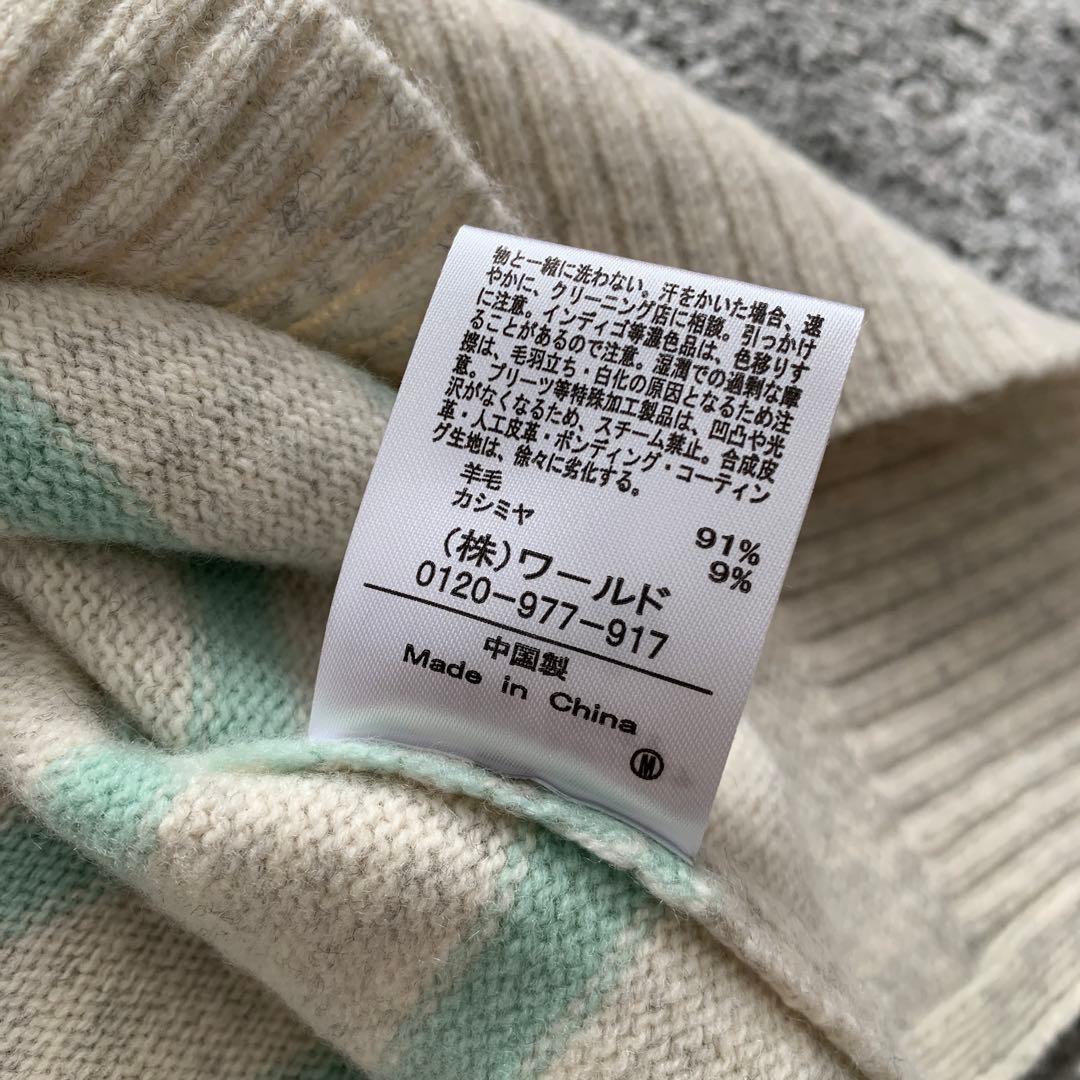 物と一緒に洗わない。汗をかいた場合、速
やかに、クリーニング店に相談。引っかけ
に注意。インディゴ等濃色品は、色移りす
ることがあるので注意。湿潤での過剰な摩
擦は、毛羽立ち・白化の原因となるため注
意。プリーツ等特殊加工製品は、凹凸や光
沢がなくなるため、スチーム禁止。合成皮
革・人工皮革・ボンディング・コーティン
グ生地は、徐々に劣化する。
羊毛 91%
カシミヤ 9%
(株)ワールド
0120-977-917
中国製
Made in China
M